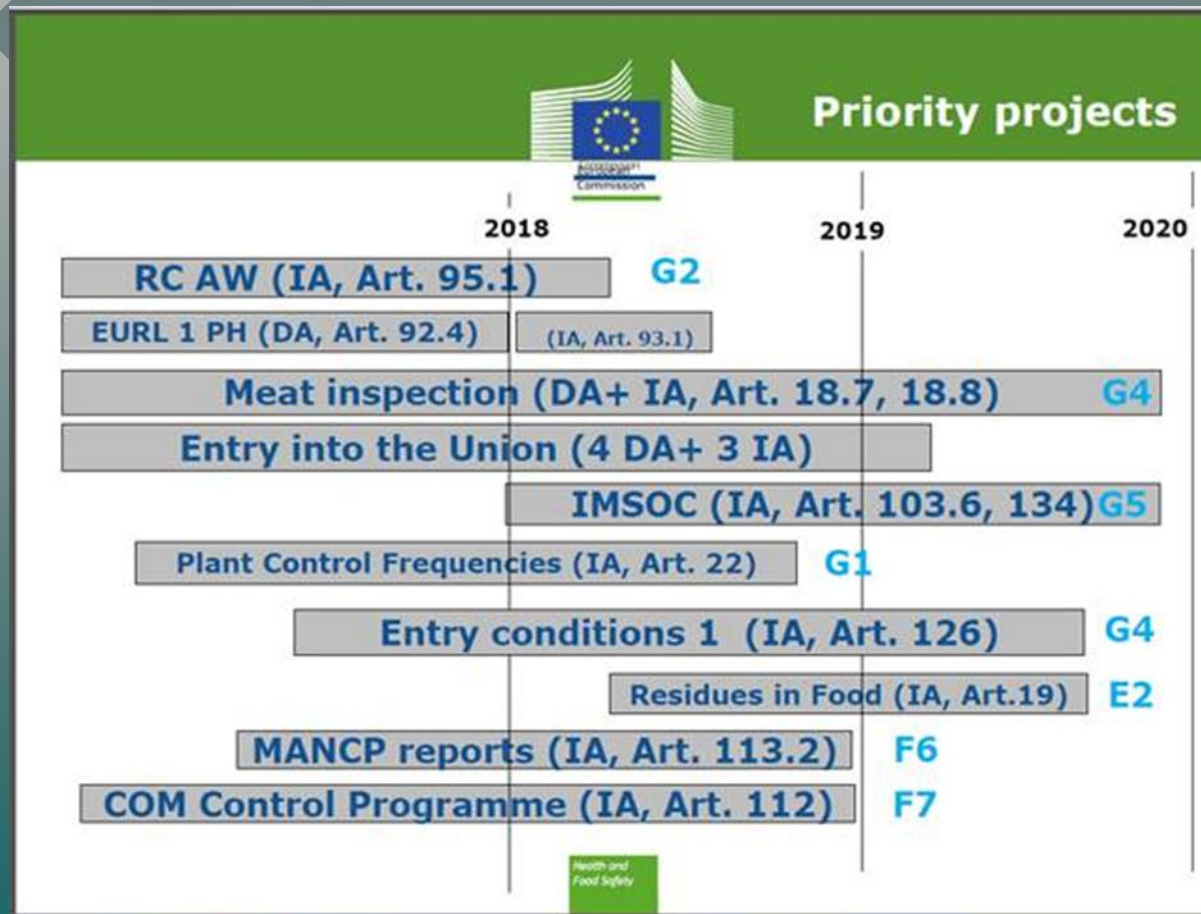 Priority projects
European
Commission
2018
2019
2020
RC AW (IA, Art. 95.1)
G2
EURL 1 PH (DA, Art. 92.4)
(IA, Art. 93.1)
Meat inspection (DA+ IA, Art. 18.7, 18.8)
G4
Entry into the Union (4 DA+ 3 IA)
IMSOC (IA, Art. 103.6, 134)
G5
Plant Control Frequencies (IA, Art. 22)
G1
Entry conditions 1 (IA, Art. 126)
G4
Residues in Food (IA, Art.19)
E2
MANCP reports (IA, Art. 113.2)
F6
COM Control Programme (IA, Art. 112)
F7
Health and
Food Safety